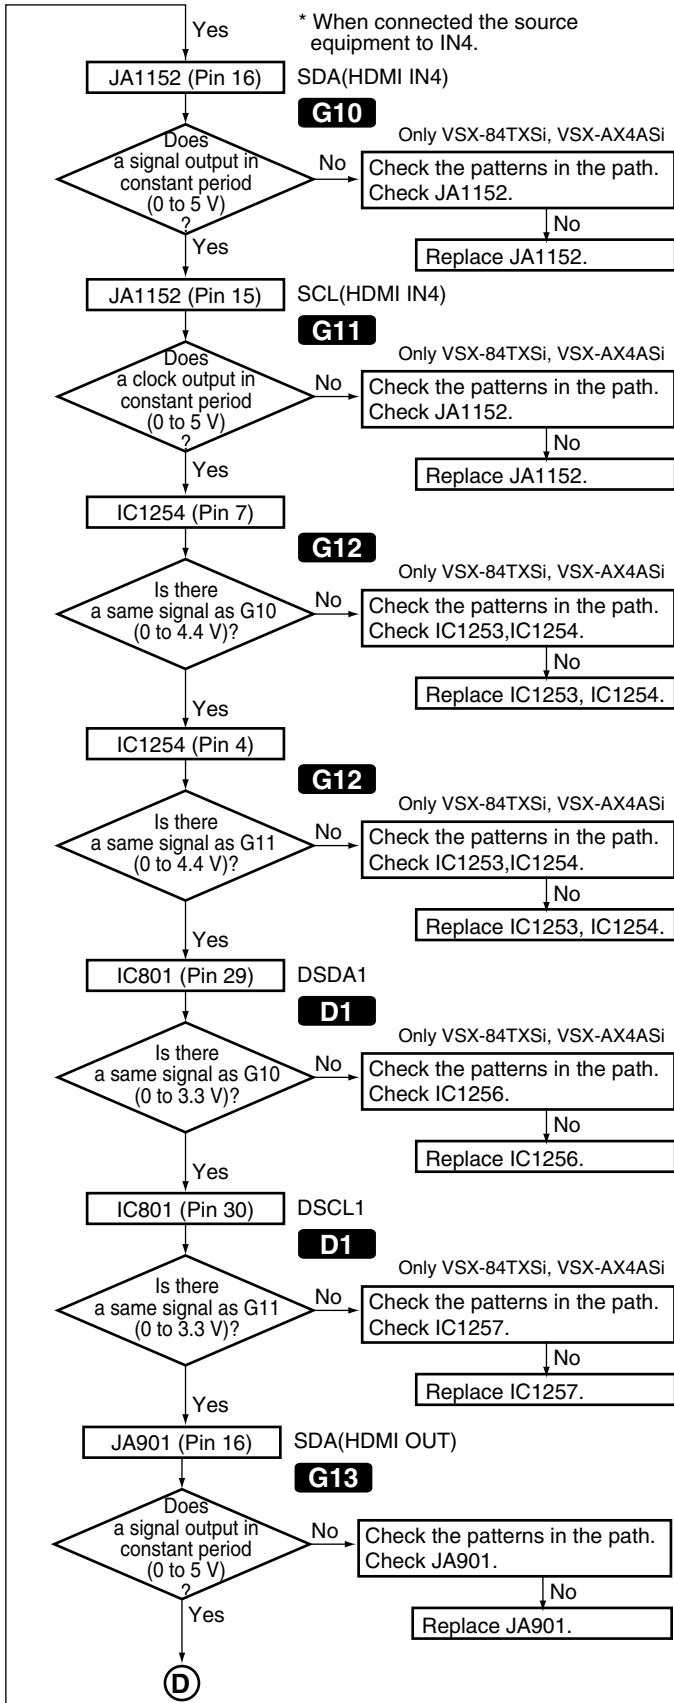 Yes
* When connected the source
equipment to IN4.
JA1152 (Pin 16)
SDA(HDMI IN4)
G10
Only VSX-84TXSi, VSX-AX4ASi
Does
a signal output in
constant period
(0 to 5 V)
?
No
Check the patterns in the path.
Check JA1152.
No
Replace JA1152.
Yes
JA1152 (Pin 15)
SCL(HDMI IN4)
G11
Only VSX-84TXSi, VSX-AX4ASi
Does
a clock output in
constant period
(0 to 5 V)
?
No
Check the patterns in the path.
Check JA1152.
No
Replace JA1152.
Yes
IC1254 (Pin 7)
G12
Only VSX-84TXSi, VSX-AX4ASi
Is there
a same signal as G10
(0 to 4.4 V)?
No
Check the patterns in the path.
Check IC1253,IC1254.
No
Replace IC1253, IC1254.
Yes
IC1254 (Pin 4)
G12
Only VSX-84TXSi, VSX-AX4ASi
Is there
a same signal as G11
(0 to 4.4 V)?
No
Check the patterns in the path.
Check IC1253,IC1254.
No
Replace IC1253, IC1254.
Yes
IC801 (Pin 29)
DSDA1
D1
Only VSX-84TXSi, VSX-AX4ASi
Is there
a same signal as G10
(0 to 3.3 V)?
No
Check the patterns in the path.
Check IC1256.
No
Replace IC1256.
Yes
IC801 (Pin 30)
DSCL1
D1
Only VSX-84TXSi, VSX-AX4ASi
Is there
a same signal as G11
(0 to 3.3 V)?
No
Check the patterns in the path.
Check IC1257.
No
Replace IC1257.
Yes
JA901 (Pin 16)
SDA(HDMI OUT)
G13
Does
a signal output in
constant period
(0 to 5 V)
?
No
Check the patterns in the path.
Check JA901.
No
Replace JA901.
Yes
D